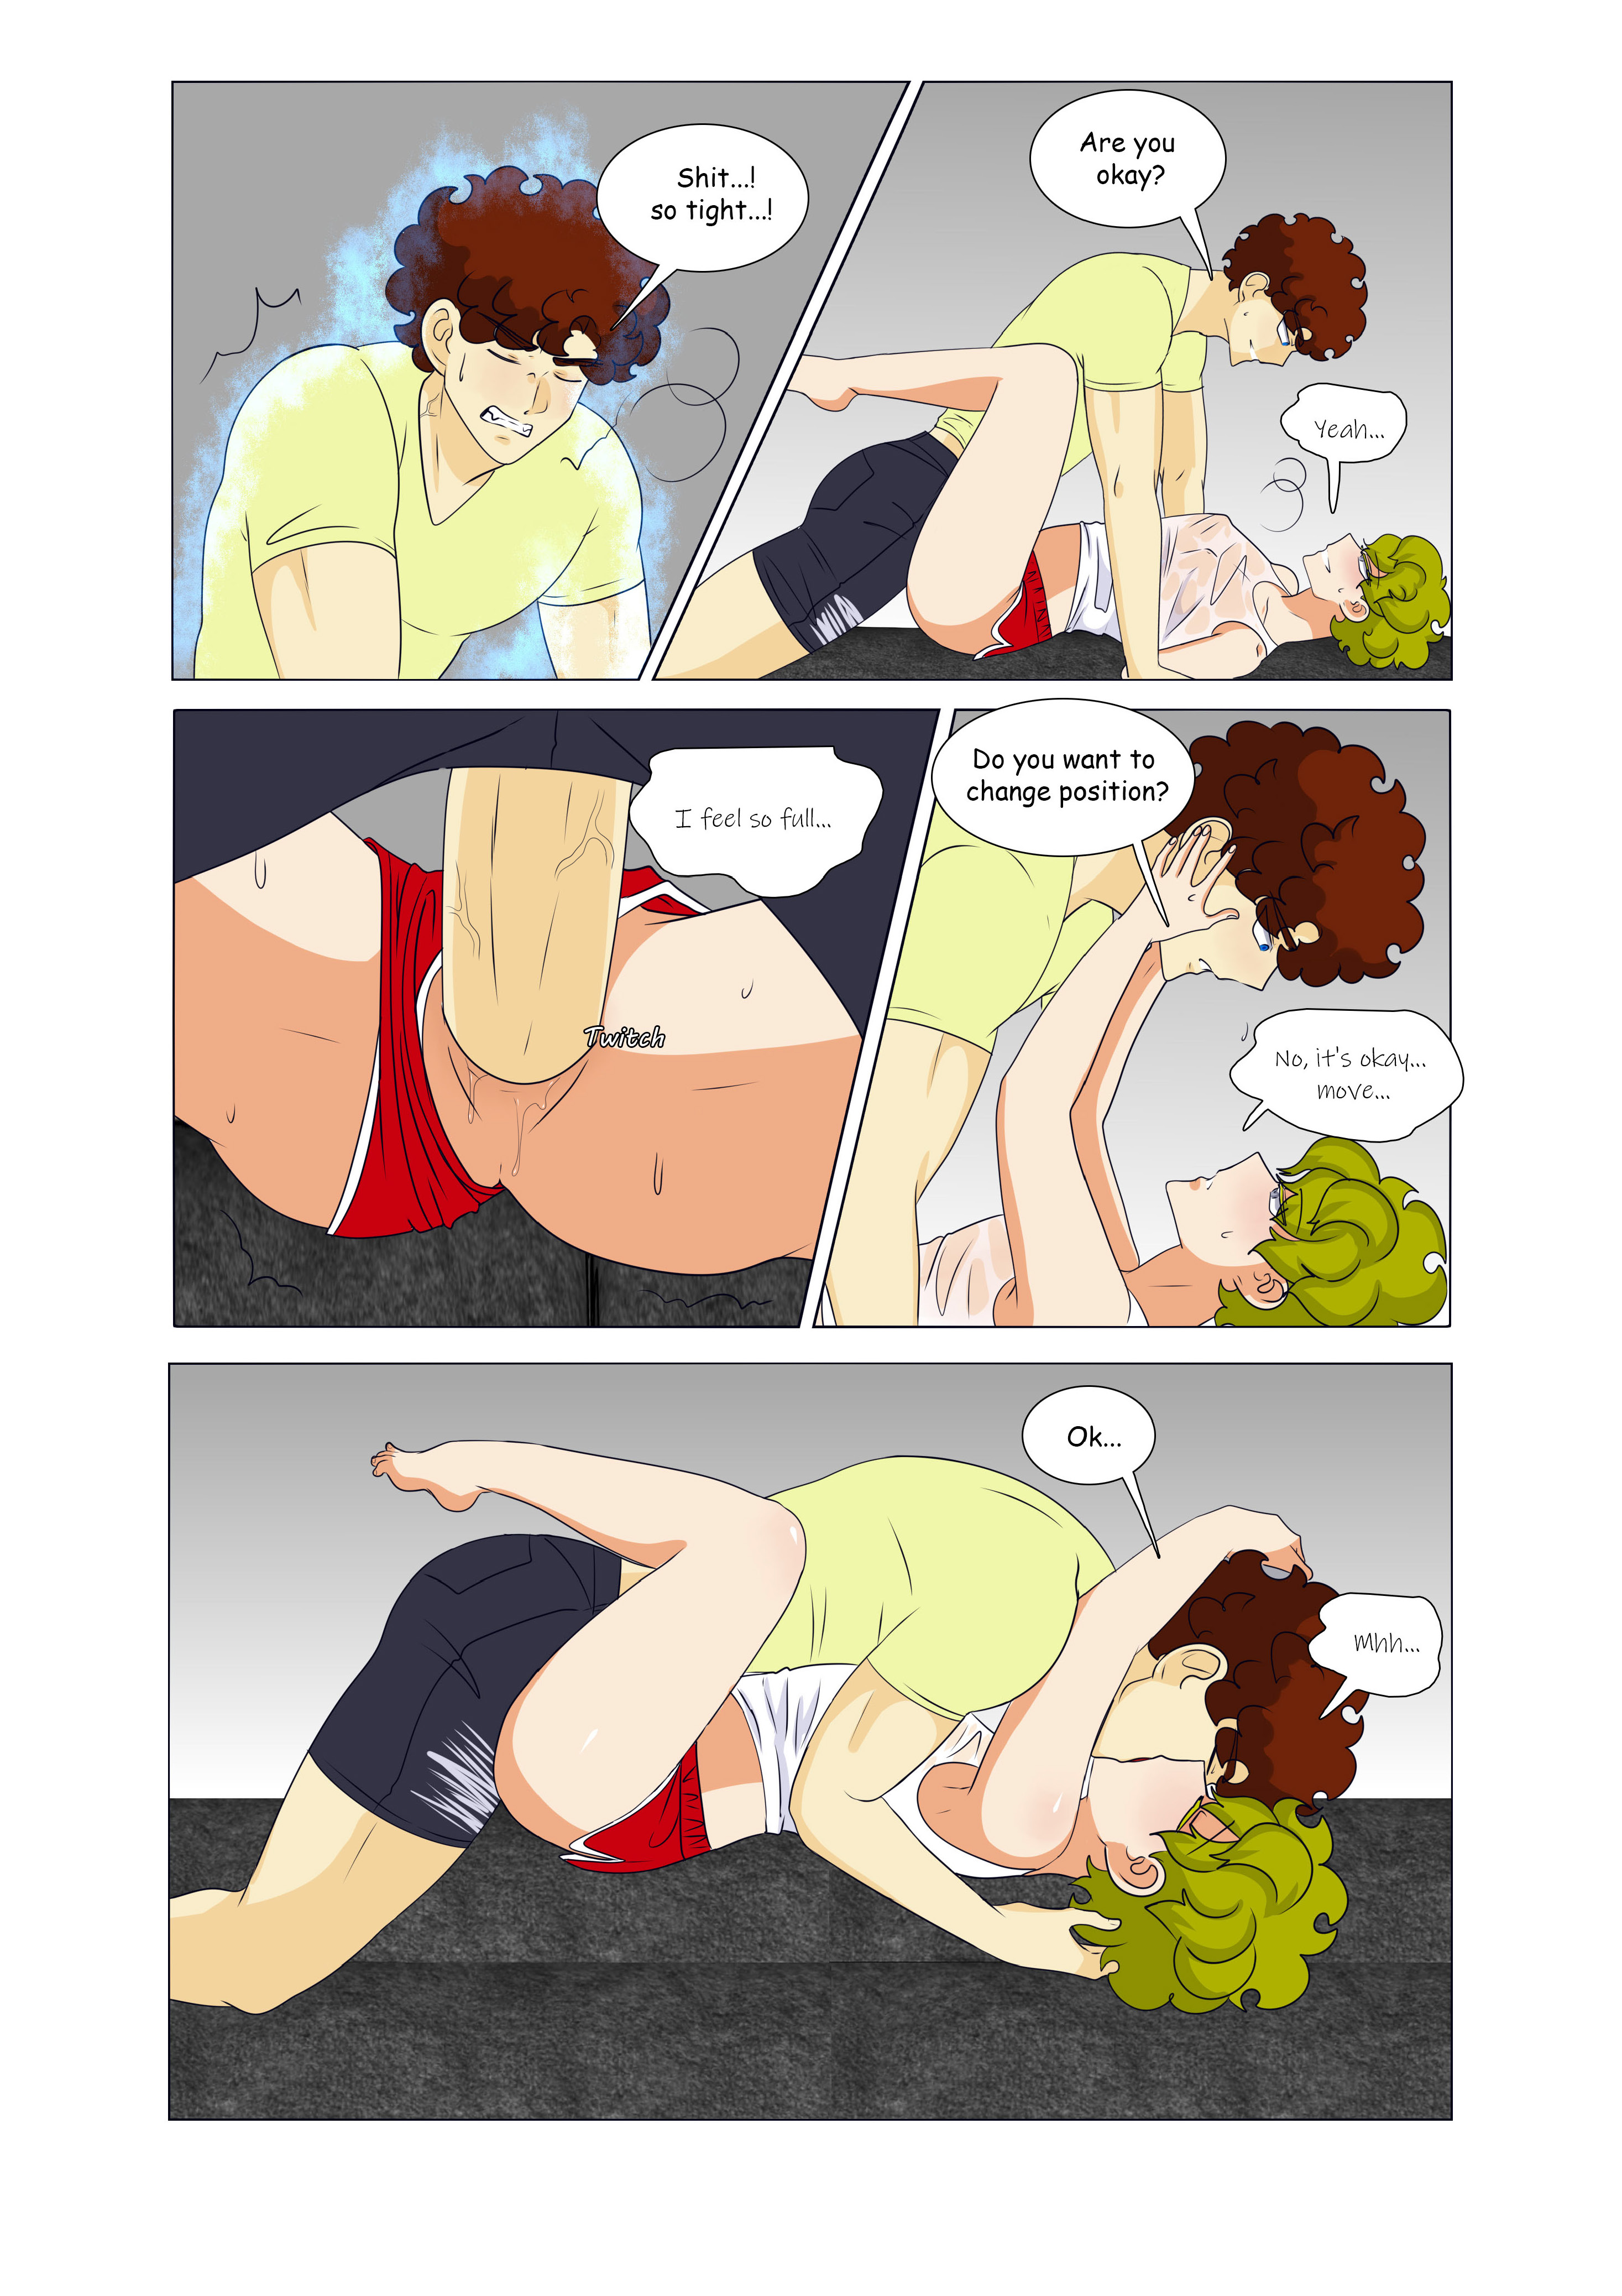 Shit...!
so tight...!
Are you
okay?
Yeah...
I feel so full...
Twitch
Do you want to
change position?
No, it's okay...
move...
Ok...
Mhh...